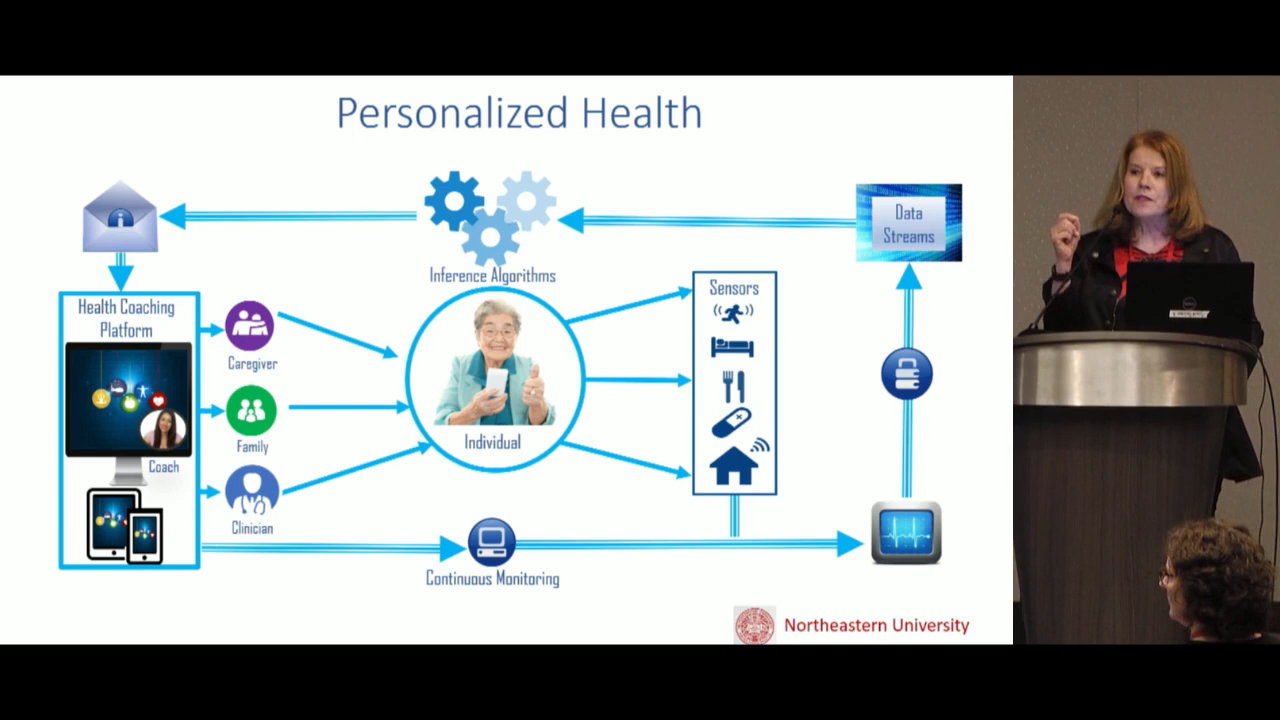 Personalized Health
Data
Streams
Inference Algorithms
Health Coaching
Platform
Sensors
Caregiver
Family
Individual
Coach
Clinician
Continuous Monitoring
Northeastern University
DELL